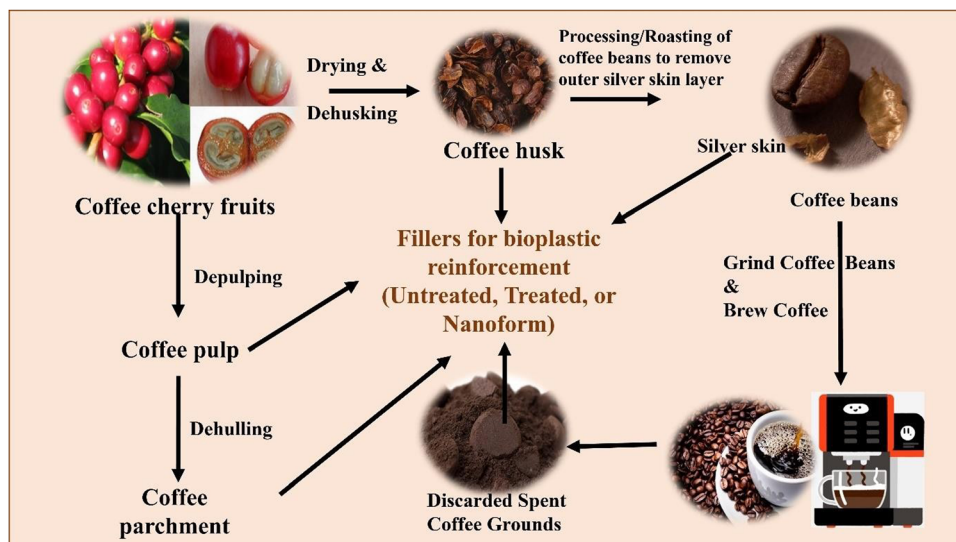 Drying &
Dehusking
Processing/Roasting of
coffee beans to remove
outer silver skin layer
Coffee husk
Silver skin
Coffee cherry fruits
Coffee beans
Fillers for bioplastic
reinforcement
(Untreated, Treated, or
Nanoform)
Depulping
Grind Coffee Beans
&
Brew Coffee
Coffee pulp
Dehulling
Coffee
parchment
Discarded Spent
Coffee Grounds